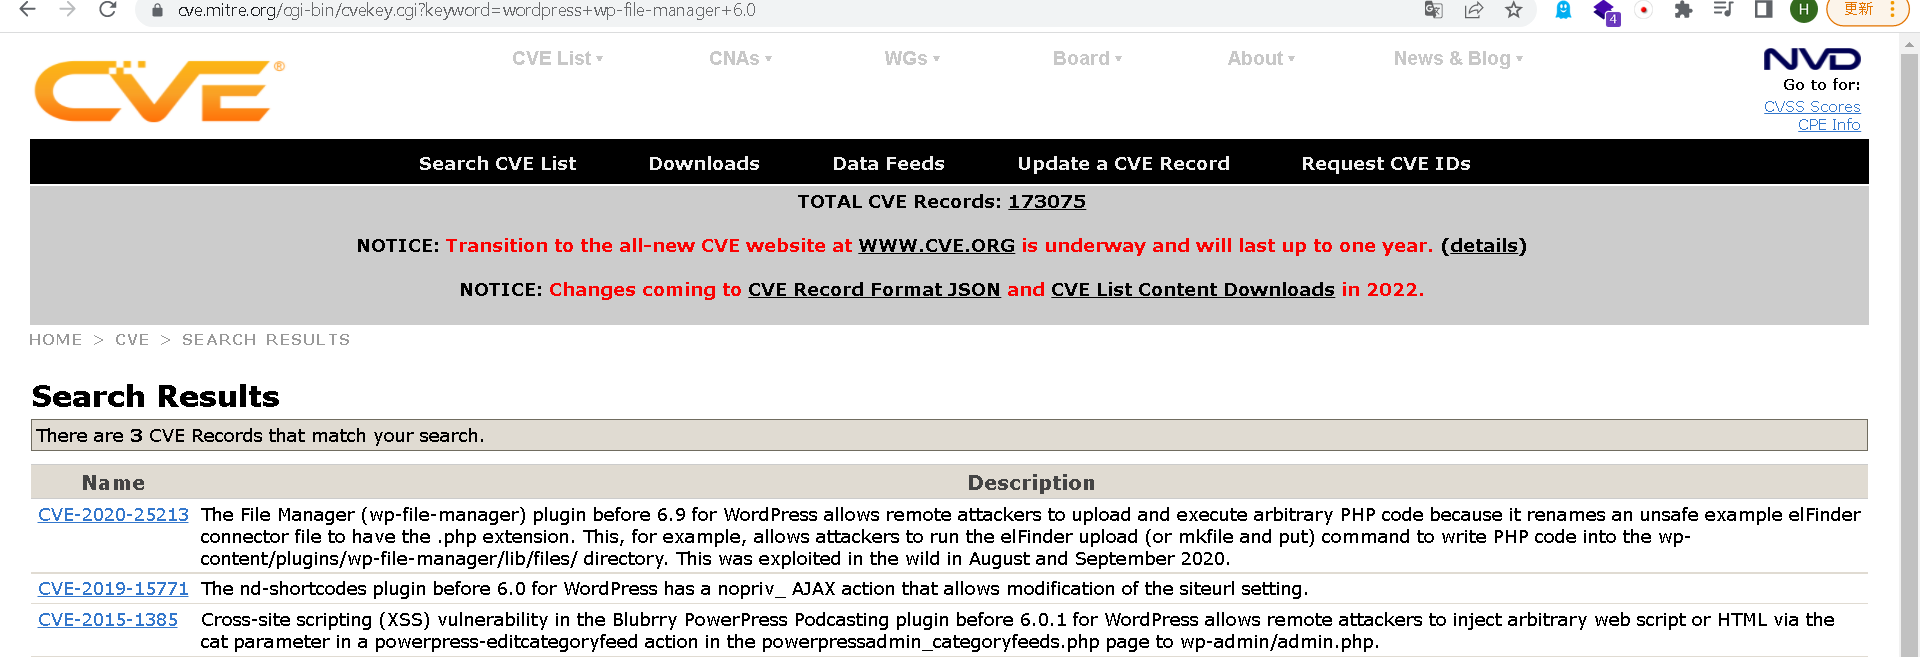 cve.mitre.org/cgi-bin/cvekey.cgi?keyword=wordpress+wp-file-manager+6.0
4
H
更新
CVE®
CVE List▾ CNAs▾ WGs▾ Board▾ About▾ News & Blog▾
NVD
Go to for:
CVSS Scores
CPE Info
Search CVE List Downloads Data Feeds Update a CVE Record Request CVE IDs
TOTAL CVE Records: 173075
NOTICE: Transition to the all-new CVE website at WWW.CVE.ORG is underway and will last up to one year. (details)
NOTICE: Changes coming to CVE Record Format JSON and CVE List Content Downloads in 2022.
HOME > CVE > SEARCH RESULTS
Search Results
There are 3 CVE Records that match your search.
Name Description
CVE-2020-25213 The File Manager (wp-file-manager) plugin before 6.9 for WordPress allows remote attackers to upload and execute arbitrary PHP code because it renames an unsafe example elFinder
connector file to have the .php extension. This, for example, allows attackers to run the elFinder upload (or mkfile and put) command to write PHP code into the wp-
content/plugins/wp-file-manager/lib/files/ directory. This was exploited in the wild in August and September 2020.
CVE-2019-15771 The nd-shortcodes plugin before 6.0 for WordPress has a nopriv_ AJAX action that allows modification of the siteurl setting.
CVE-2015-1385 Cross-site scripting (XSS) vulnerability in the Blubrry PowerPress Podcasting plugin before 6.0.1 for WordPress allows remote attackers to inject arbitrary web script or HTML via the
cat parameter in a powerpress-editcategoryfeed action in the powerpressadmin_categoryfeeds.php page to wp-admin/admin.php.